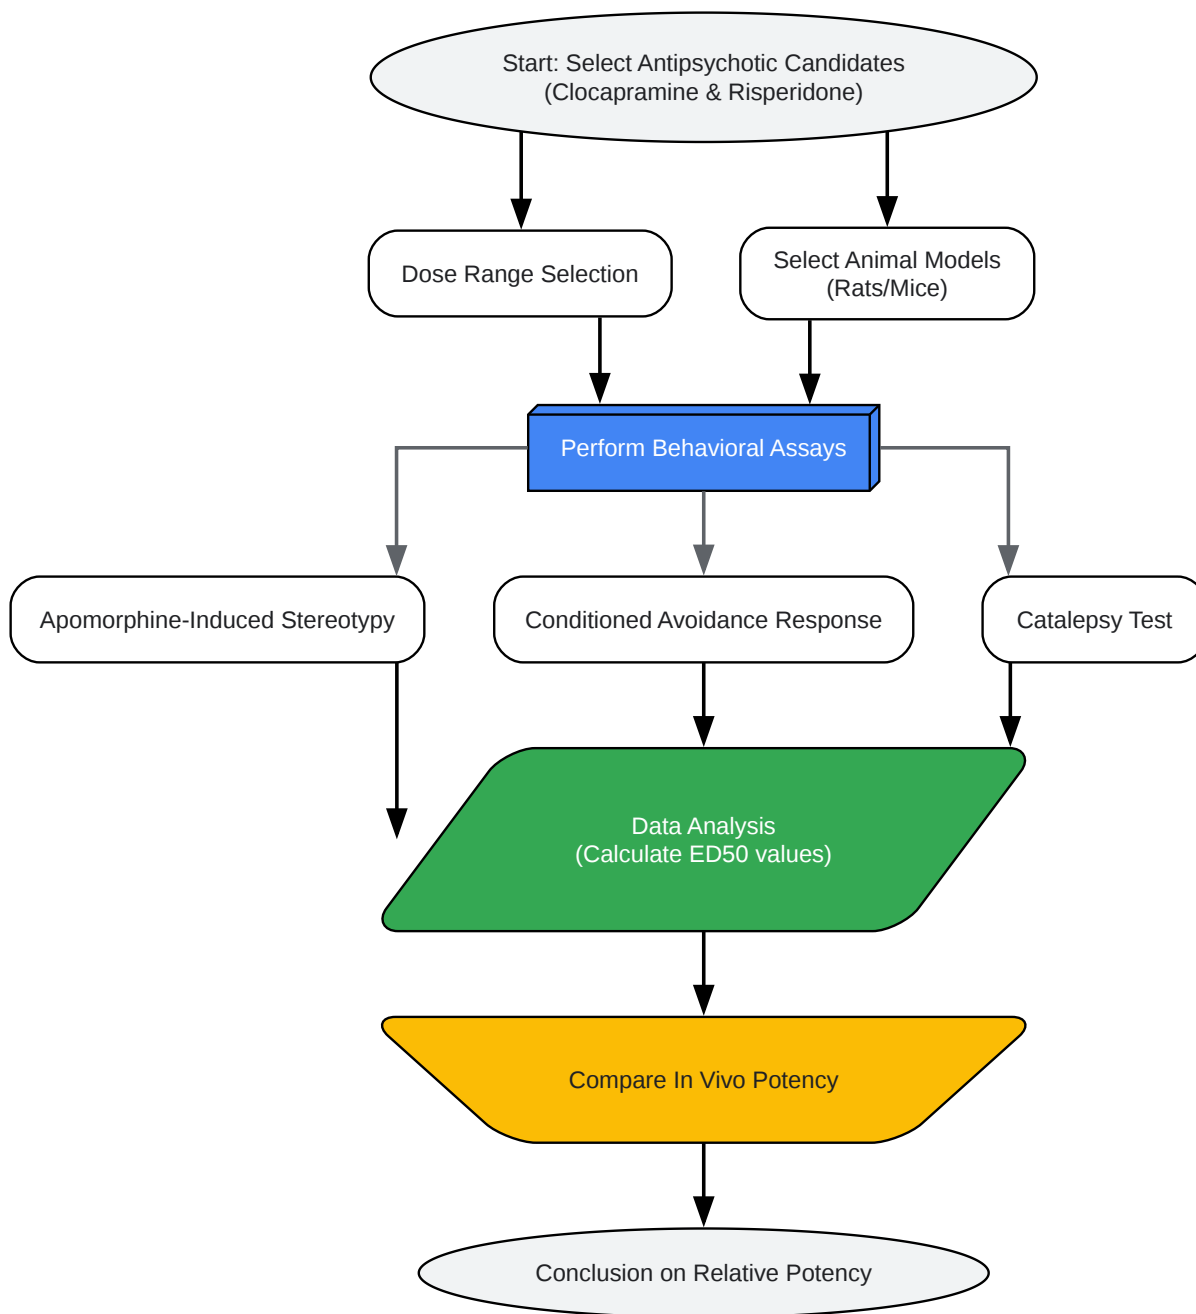 Start: Select Antipsychotic Candidates
(Clocapramine & Risperidone)
Dose Range Selection
Select Animal Models
(Rats/Mice)
Perform Behavioral Assays
Apomorphine-Induced Stereotypy
Conditioned Avoidance Response
Catalepsy Test
Data Analysis
(Calculate ED50 values)
Compare In Vivo Potency
Conclusion on Relative Potency